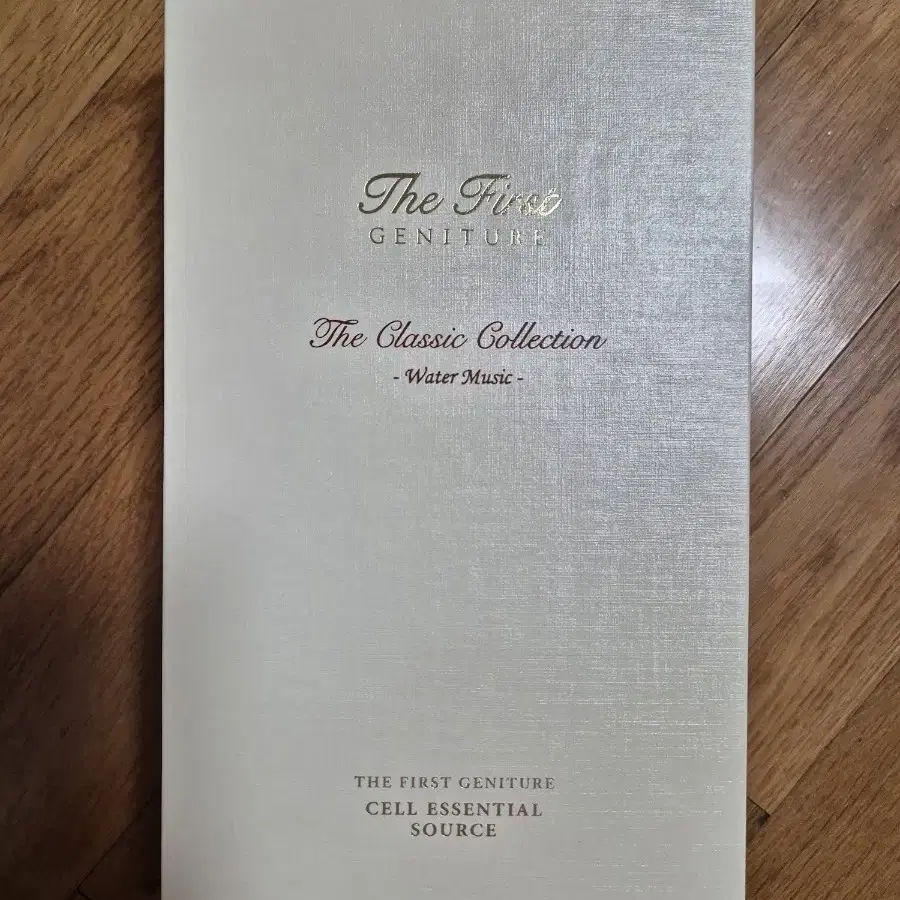 The First
GENITURE
The Classic Collection
- Water Music -
THE FIRST GENITURE
CELL ESSENTIAL
SOURCE